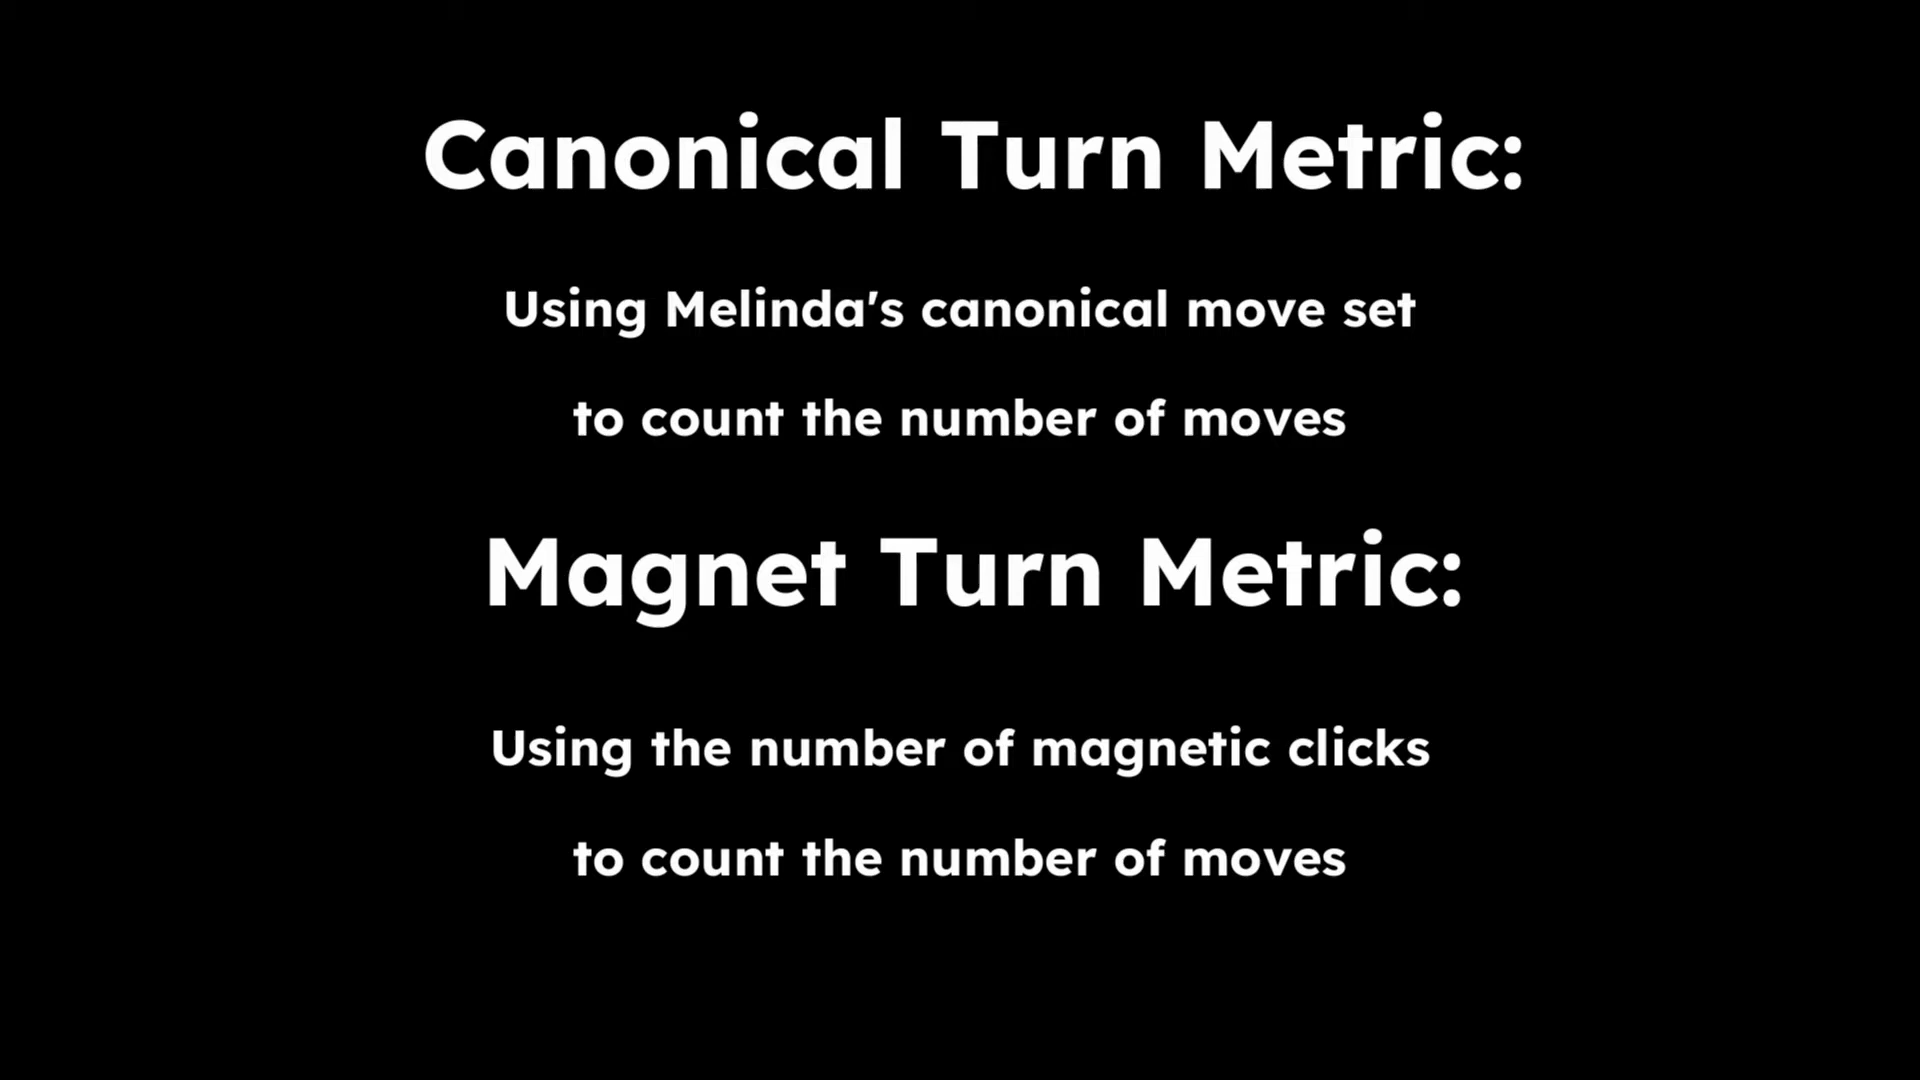 Canonical Turn Metric:
Using Melinda's canonical move set
to count the number of moves
Magnet Turn Metric:
Using the number of magnetic clicks
to count the number of moves